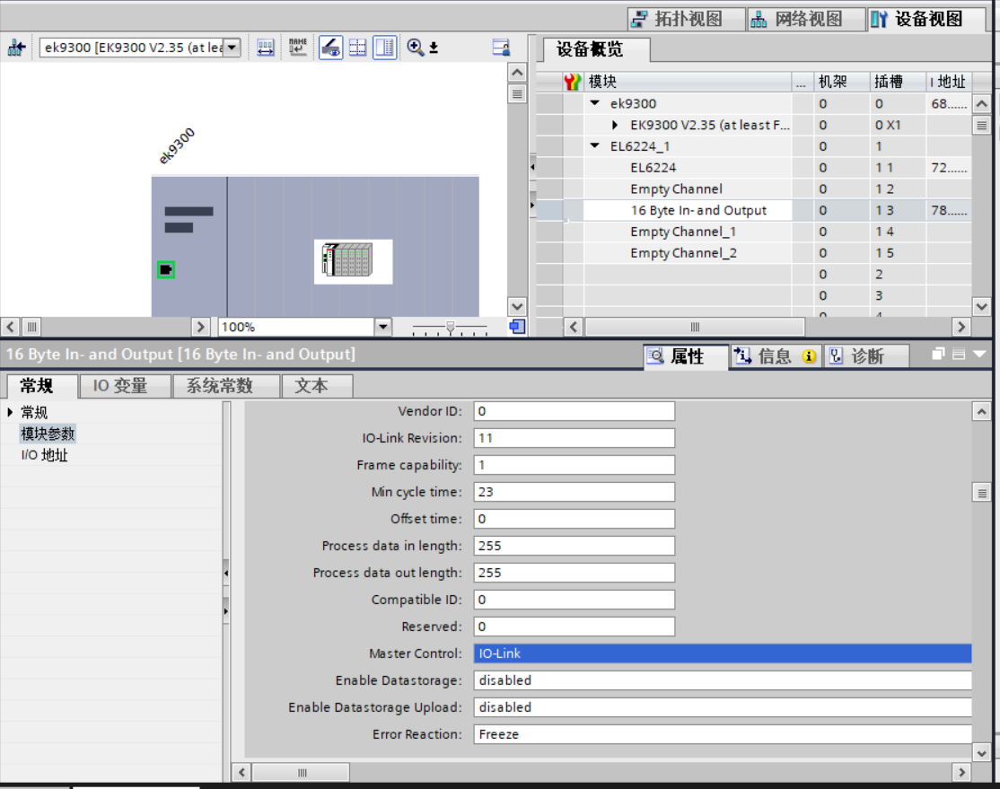 拓扑视图 网络视图 设备视图
ek9300 [EK9300 V2.35 (at lea
NAME
设备概览
模块 ... 机架 插槽 I 地址
ek9300 0 0 68......
EK9300 V2.35 (at least F... 0 0 X1
EL6224_1 0 1
EL6224 0 1 1 72......
Empty Channel 0 1 2
16 Byte In- and Output 0 1 3 78......
Empty Channel_1 0 1 4
Empty Channel_2 0 1 5
0 2
0 3
0 4
ek9300
100%
16 Byte In- and Output [16 Byte In- and Output]
属性 信息 诊断
常规 IO 变量 系统常数 文本
常规
模块参数
I/O 地址
Vendor ID: 0
IO-Link Revision: 11
Frame capability: 1
Min cycle time: 23
Offset time: 0
Process data in length: 255
Process data out length: 255
Compatible ID: 0
Reserved: 0
Master Control: IO-Link
Enable Datastorage: disabled
Enable Datastorage Upload: disabled
Error Reaction: Freeze